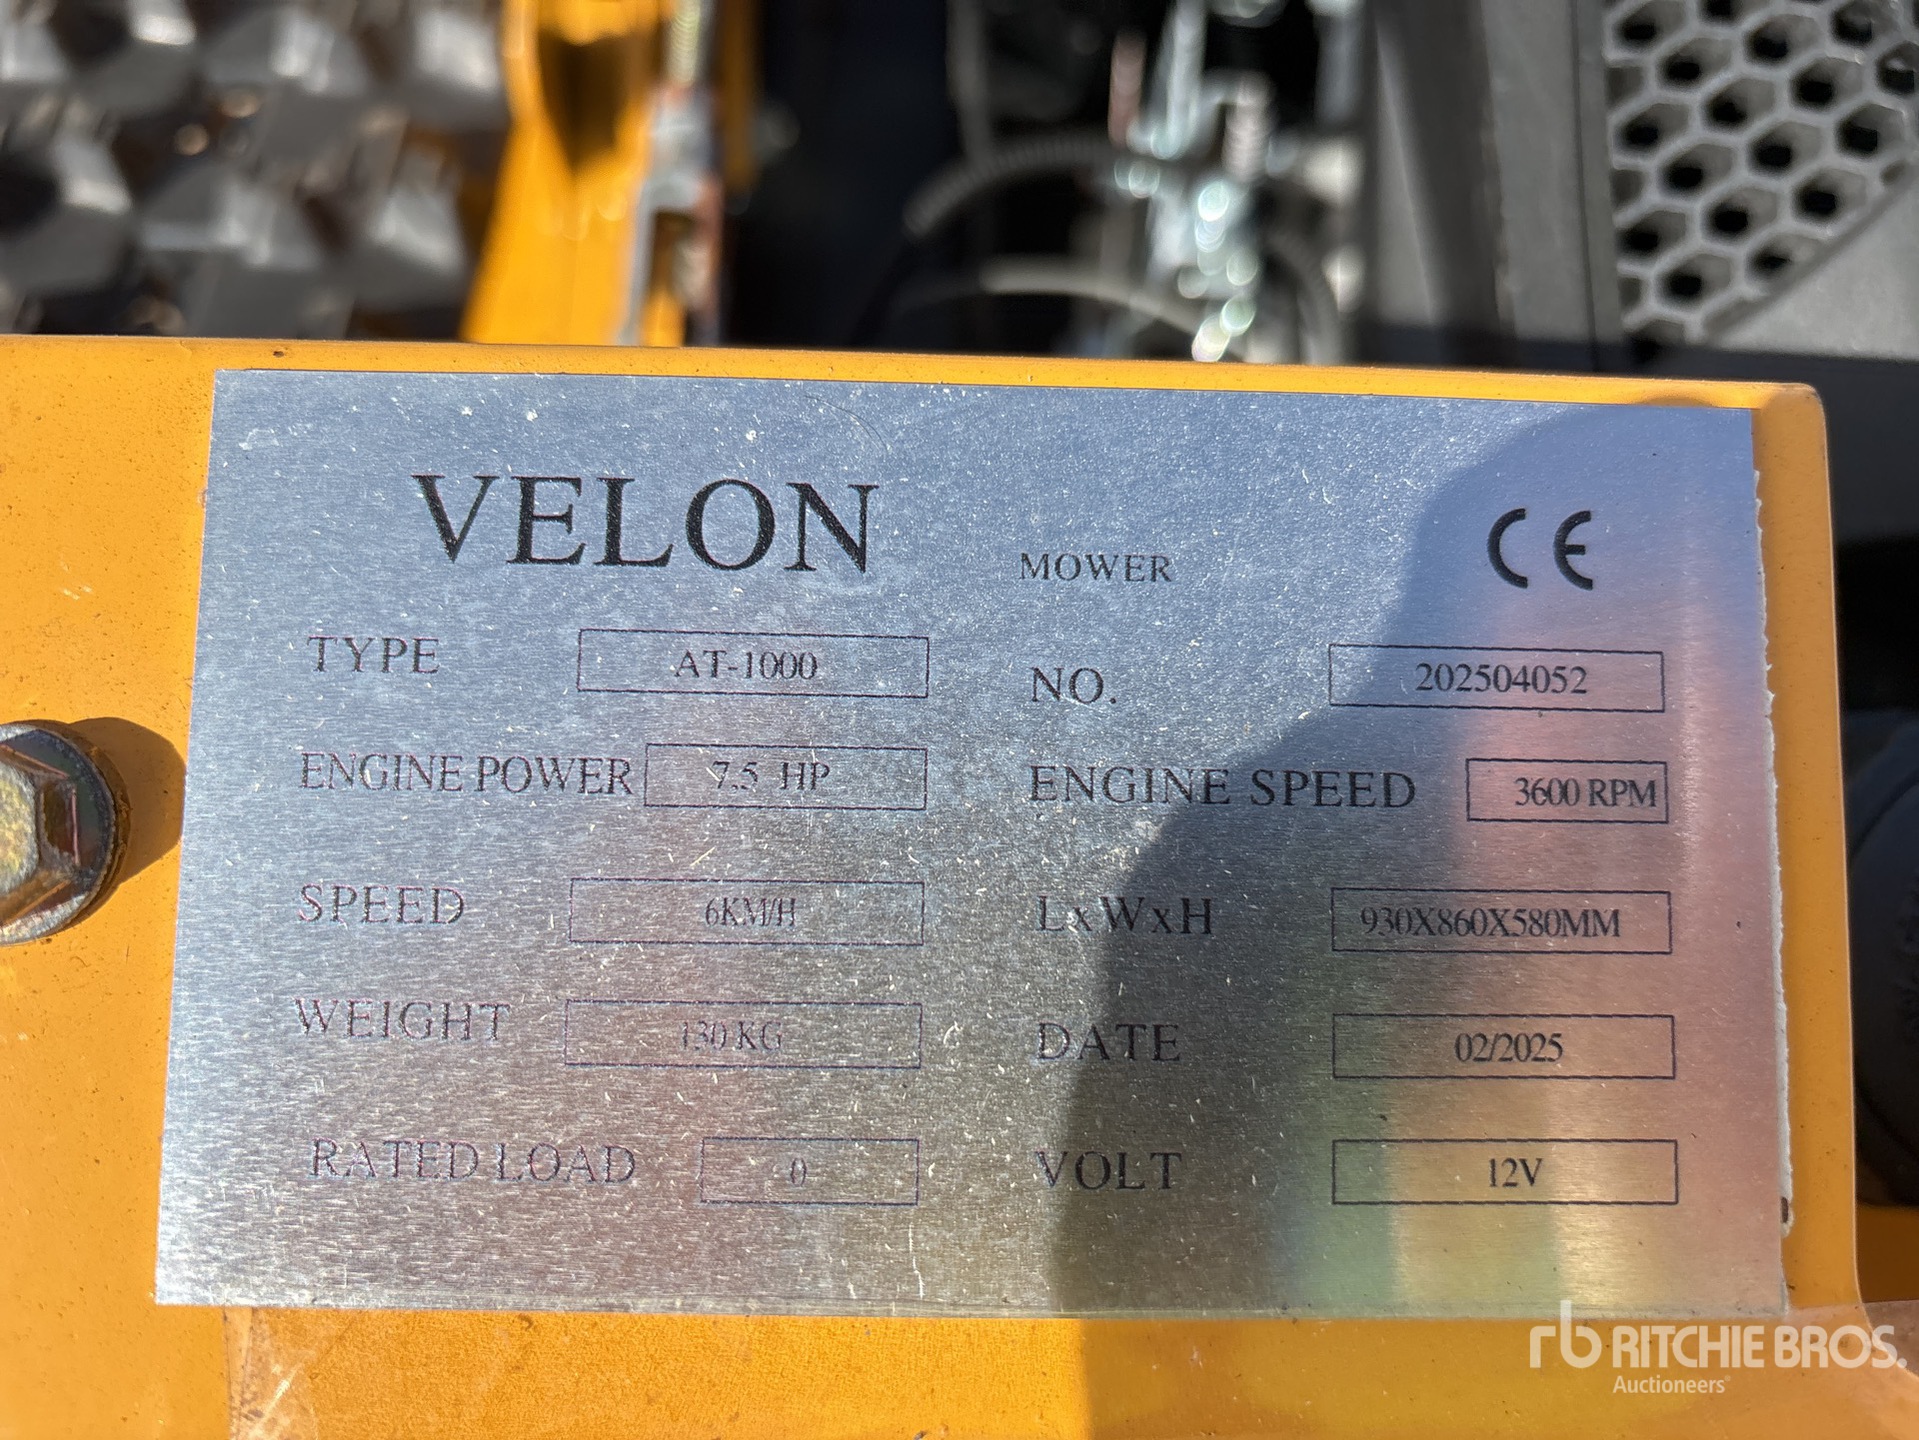 VELON MOWER CE
TYPE AT-1000 NO. 202504052
ENGINE POWER 7.5 HP ENGINE SPEED 3600 RPM
SPEED 6KM/H LxWxH 930X860X580MM
WEIGHT 130 KG DATE 02/2025
RATED LOAD 0 VOLT 12V
rb RITCHIE BROS.
Auctioneers